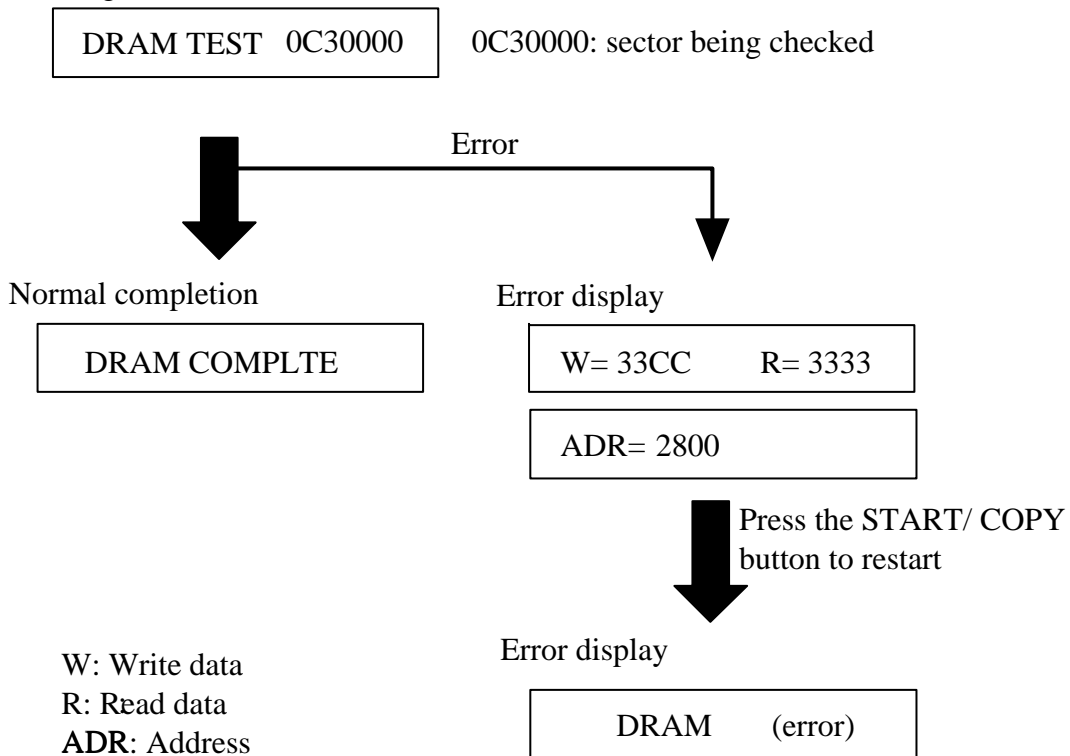 DRAM TEST 0C30000
0C30000: sector being checked
Error
Normal completion
DRAM COMPLTE
Error display
W= 33CC R= 3333
ADR= 2800
Press the START/ COPY
button to restart
Error display
DRAM (error)
W: Write data
R: Read data
ADR: Address